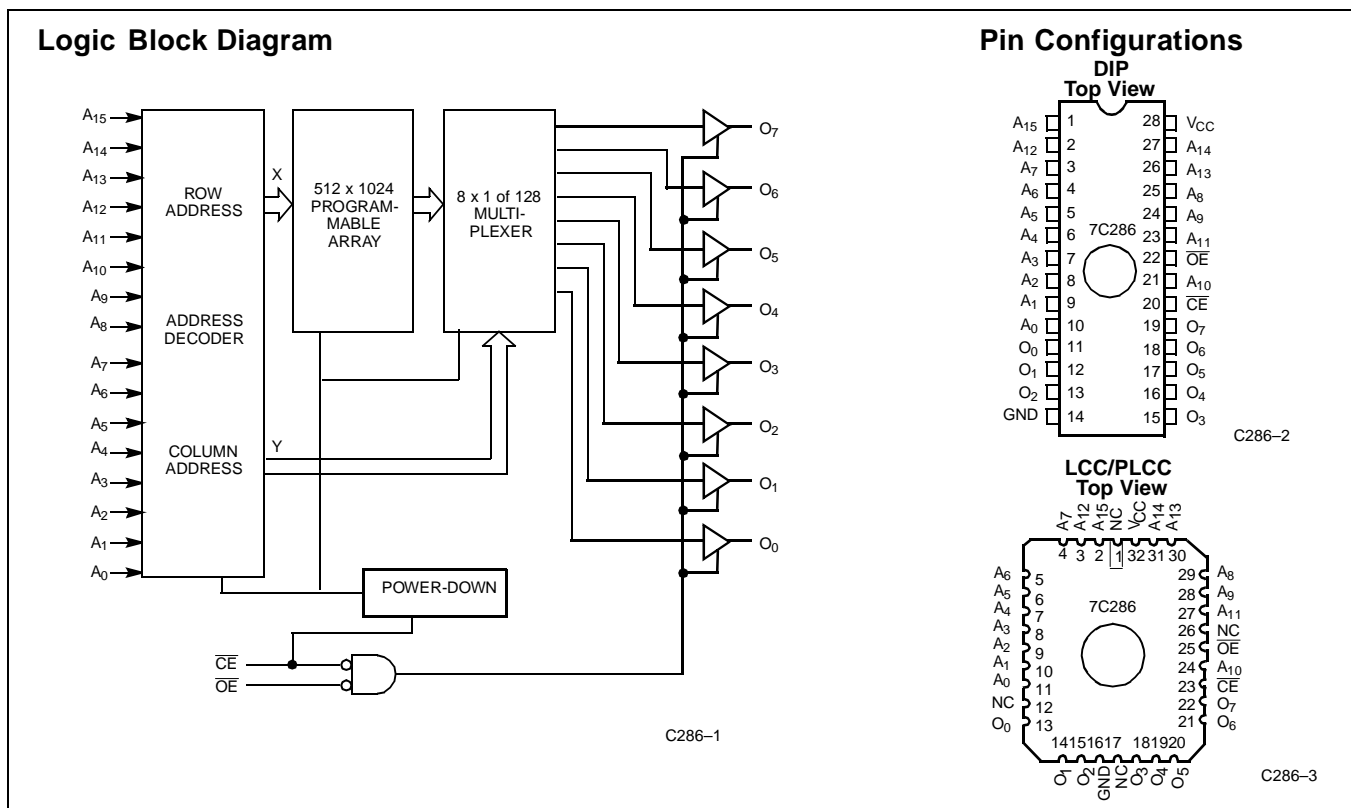 Logic Block Diagram
A15
A14
A13
A12
A11
A10
A9
A8
A7
A6
A5
A4
A3
A2
A1
A0
ROW
ADDRESS
ADDRESS
DECODER
COLUMN
ADDRESS
X
Y
512 x 1024
PROGRAM-
MABLE
ARRAY
8 x 1 of 128
MULTI-
PLEXER
O7
O6
O5
O4
O3
O2
O1
O0
POWER-DOWN
CE
OE
C286–1
Pin Configurations
DIP
Top View
A15 1 28 VCC
A12 2 27 A14
A7 3 26 A13
A6 4 25 A8
A5 5 24 A9
A4 6 7C286 23 A11
A3 7 22 OE
A2 8 21 A10
A1 9 20 CE
A0 10 19 O7
O0 11 18 O6
O1 12 17 O5
O2 13 16 O4
GND 14 15 O3
C286–2
LCC/PLCC
Top View
A7 A12 A15 NC VCC A14 A13
4 3 2 1 32 31 30
A6 5 29 A8
A5 6 28 A9
A4 7 7C286 27 A11
A3 8 26 NC
A2 9 25 OE
A1 10 24 A10
A0 11 23 CE
NC 12 22 O7
O0 13 21 O6
14 15 16 17 18 19 20
O1 O2 GND NC O3 O4 O5
C286–3